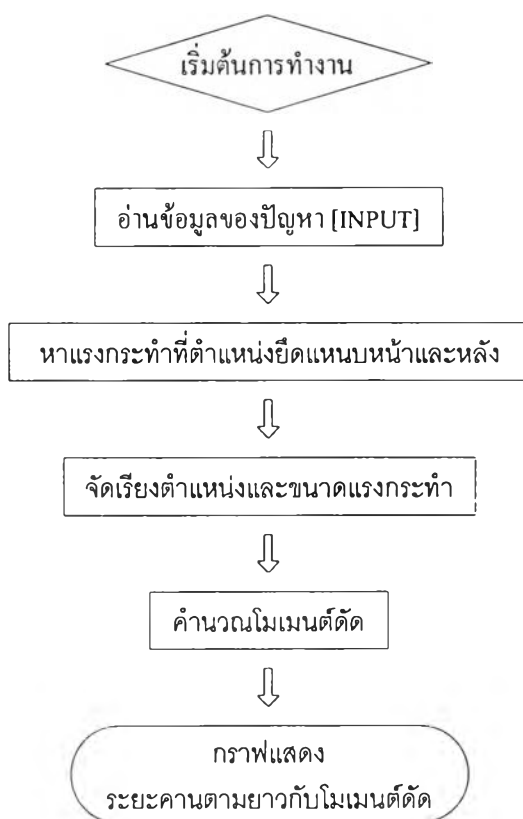 เริ่มต้นการทำงาน
อ่านข้อมูลของปัญหา [INPUT]
หาแรงกระทำที่ตำแหน่งยึดแหนบหน้าและหลัง
จัดเรียงตำแหน่งและขนาดแรงกระทำ
คำนวณโมเมนต์ดัด
กราฟแสดง
ระยะคานตามยาวกับโมเมนต์ดัด